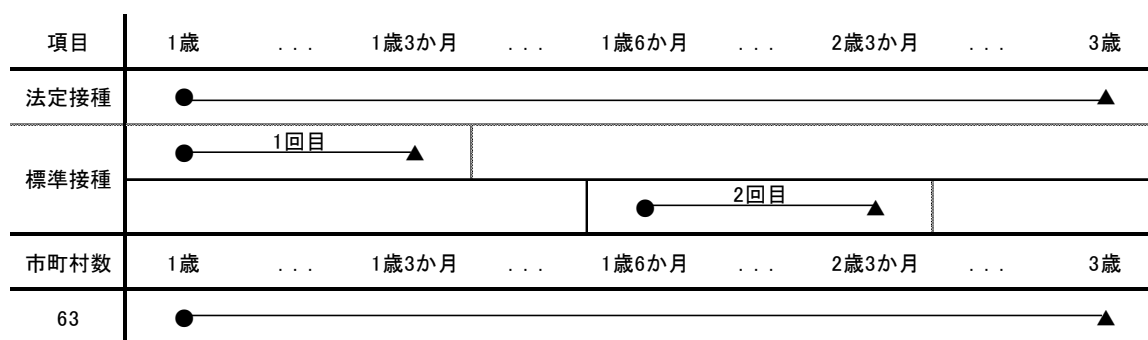 項目 1歳 ... 1歳3か月 ... 1歳6か月 ... 2歳3か月 ... 3歳
法定接種
標準接種
1回目
2回目
市町村数 1歳 ... 1歳3か月 ... 1歳6か月 ... 2歳3か月 ... 3歳
63